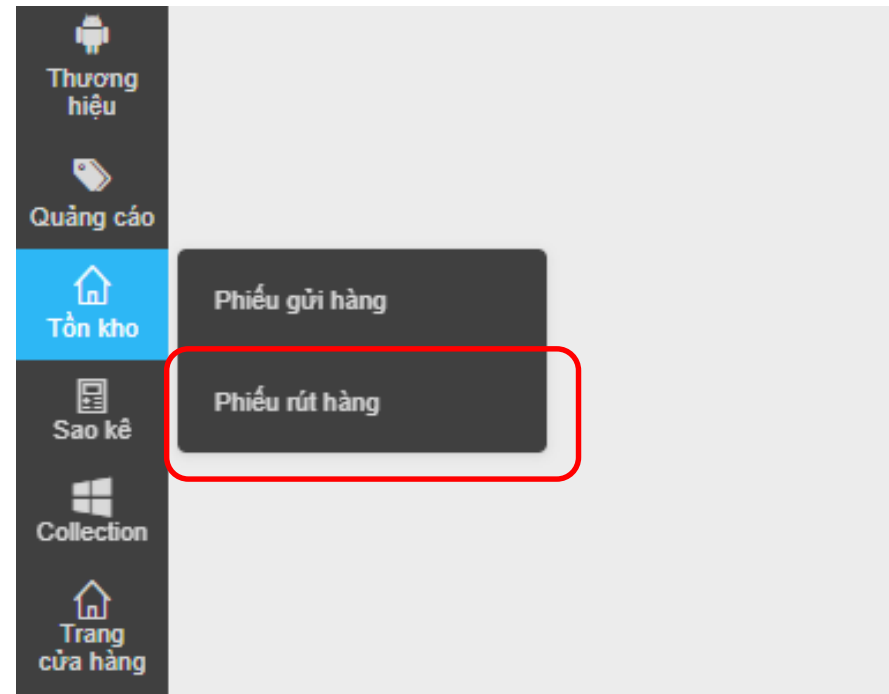 Thương
hiệu
Quảng cáo
Tồn kho
Phiếu gửi hàng
Phiếu rút hàng
Sao kê
Collection
Trang
cửa hàng